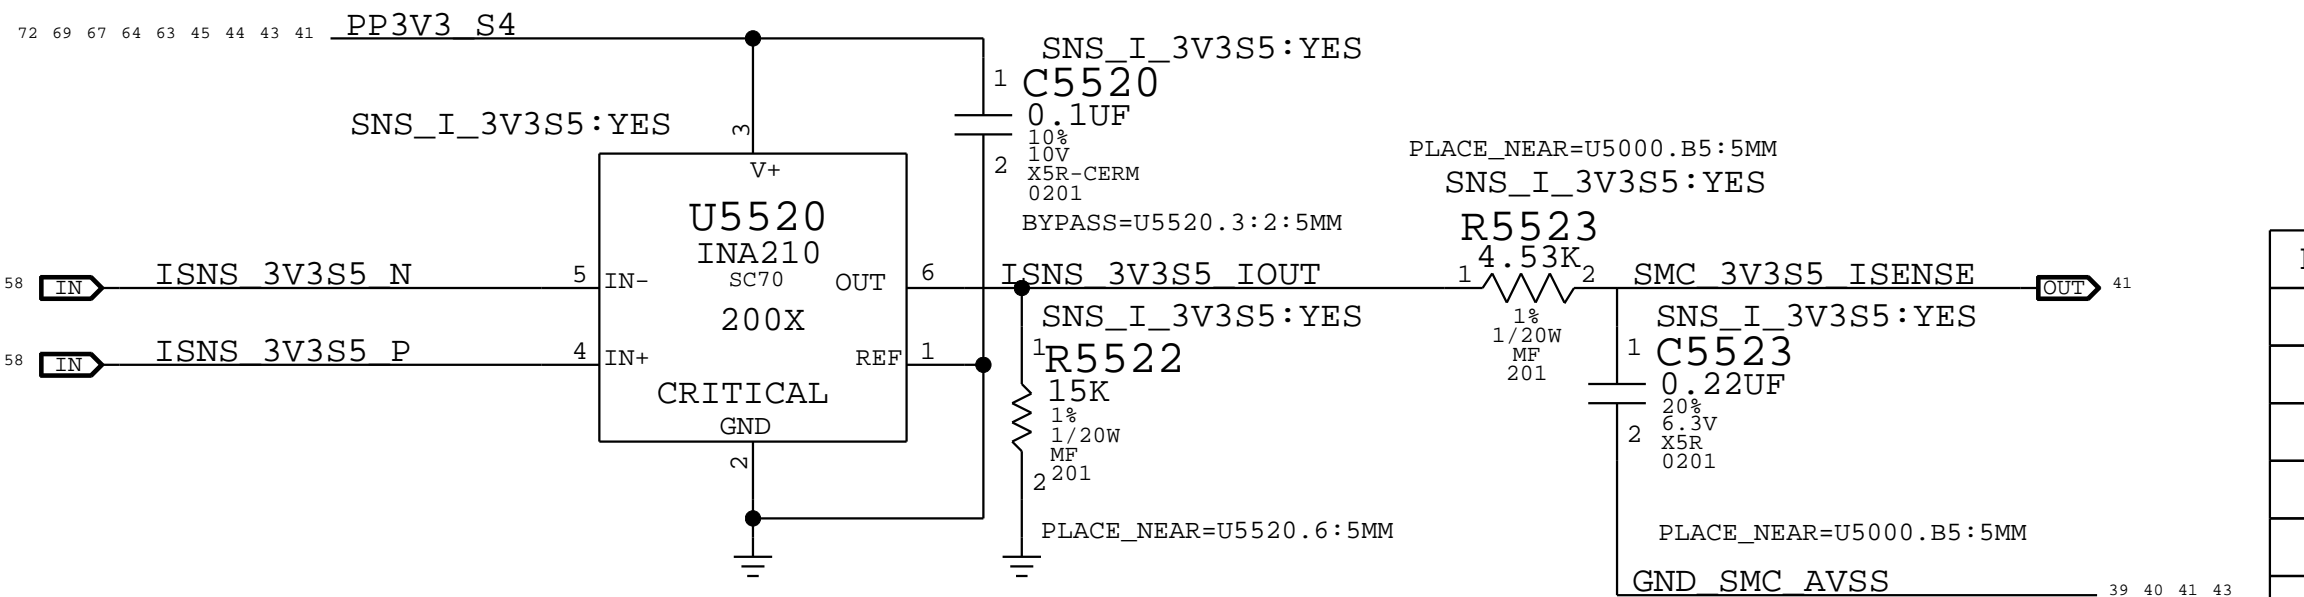 72 69 67 64 63 45 44 43 41 PP3V3_S4
SNS_I_3V3S5:YES
1 C5520
0.1UF
10%
10V
2 X5R-CERM
0201
BYPASS=U5520.3:2:5MM
SNS_I_3V3S5:YES
3
V+
U5520
INA210
SC70
200X
CRITICAL
GND
2
58 IN ISNS_3V3S5_N 5 IN-
58 IN ISNS_3V3S5_P 4 IN+
OUT 6 ISNS_3V3S5_IOUT
REF 1
SNS_I_3V3S5:YES
1 R5522
15K
1%
1/20W
MF
2 201
PLACE_NEAR=U5520.6:5MM
PLACE_NEAR=U5000.B5:5MM
SNS_I_3V3S5:YES
R5523
1 4.53K 2
1%
1/20W
MF
201
SMC_3V3S5_ISENSE OUT 41
SNS_I_3V3S5:YES
1 C5523
0.22UF
20%
6.3V
2 X5R
0201
PLACE_NEAR=U5000.B5:5MM
GND_SMC_AVSS 39 40 41 43